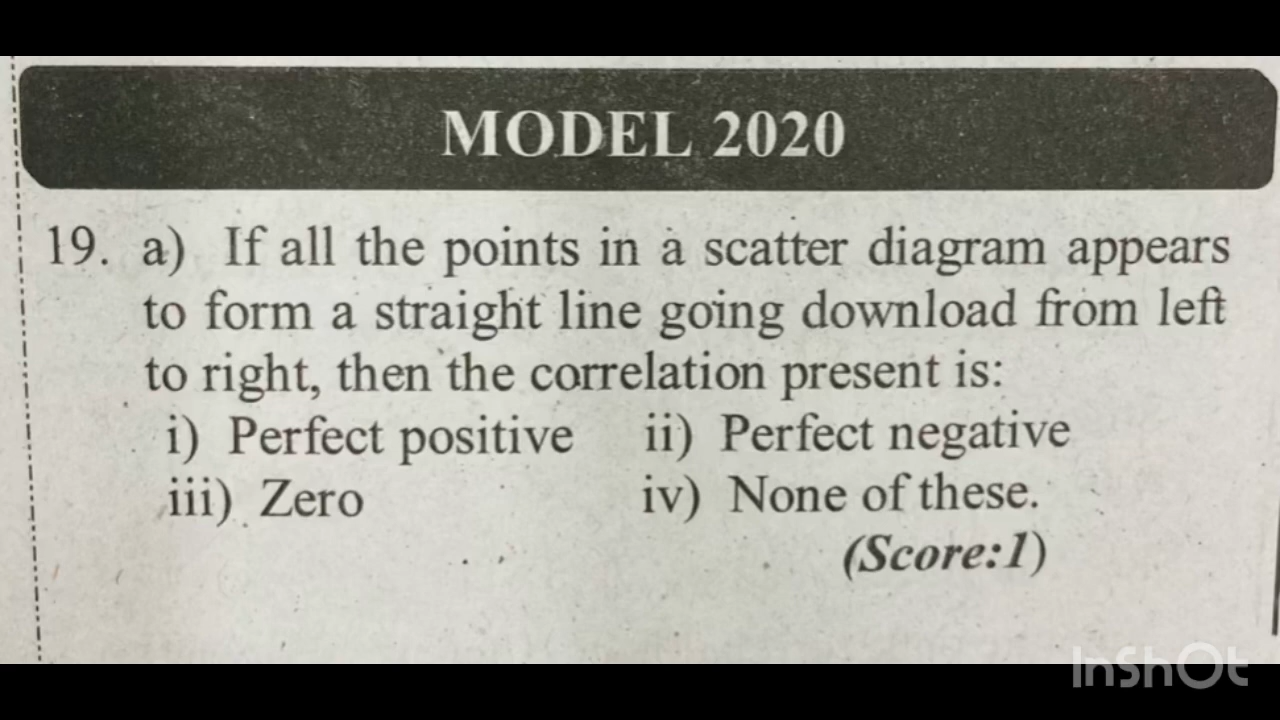 MODEL 2020
19. a) If all the points in a scatter diagram appears
to form a straight line going download from left
to right, then the correlation present is:
i) Perfect positive ii) Perfect negative
iii) Zero iv) None of these.
(Score:1)
InShOt